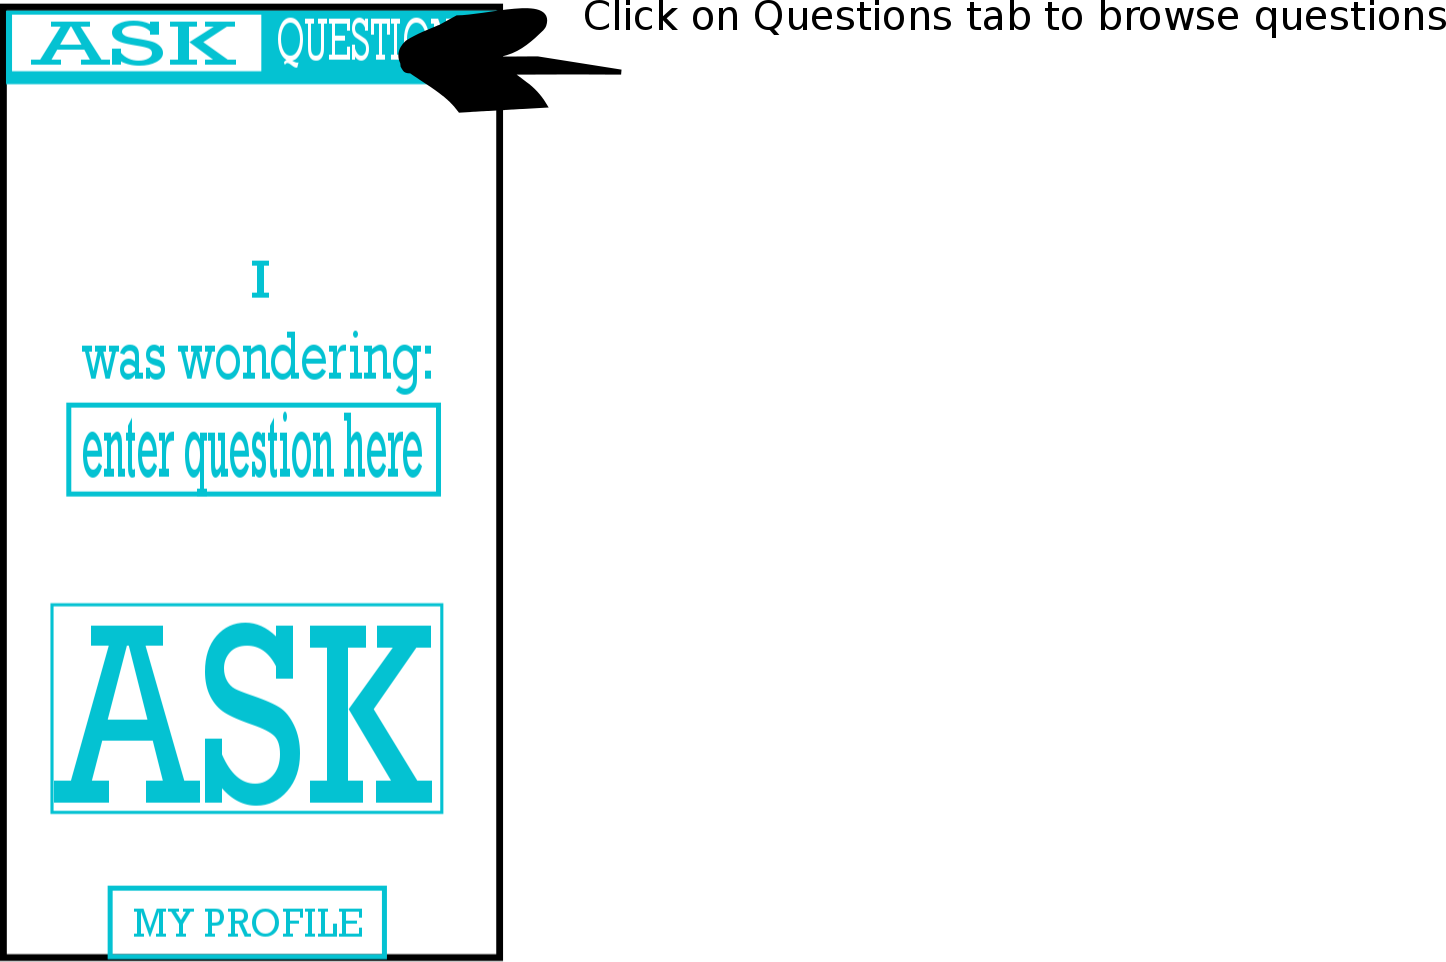 ASK
Click on Questions tab to browse questions
I
was wondering:
enter question here
ASK
MY PROFILE